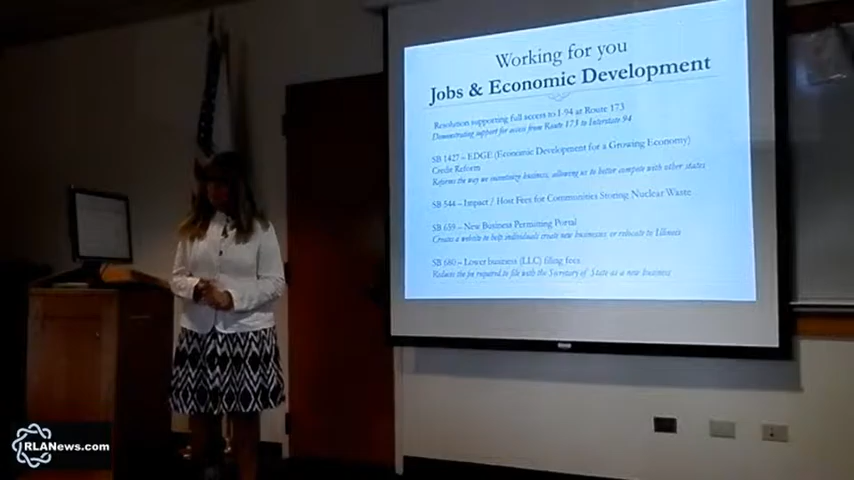 Working for you
Jobs & Economic Development
Resolution supporting full access to I-94 at Route 173
Demonstrating support for access from Route 173 to Interstate 94
SB 1427 – EDGE (Economic Development for a Growing Economy)
Credit Reform
Reforms the way we incentivize business, allowing us to better compete with other states
SB 544 – Impact / Host Fees for Communities Storing Nuclear Waste
SB 659 – New Business Permitting Portal
Creates a website to help individuals create new businesses or relocate to Illinois
SB 680 – Lower business (LLC) filing fees
Reduces the fee required to file with the Secretary of State as a new business
RLANews.com